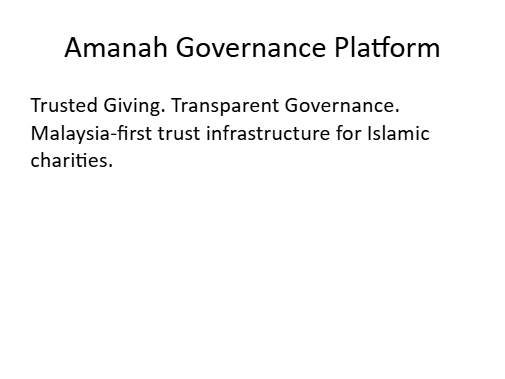 Amanah Governance Platform
Trusted Giving. Transparent Governance.
Malaysia-first trust infrastructure for Islamic
charities.